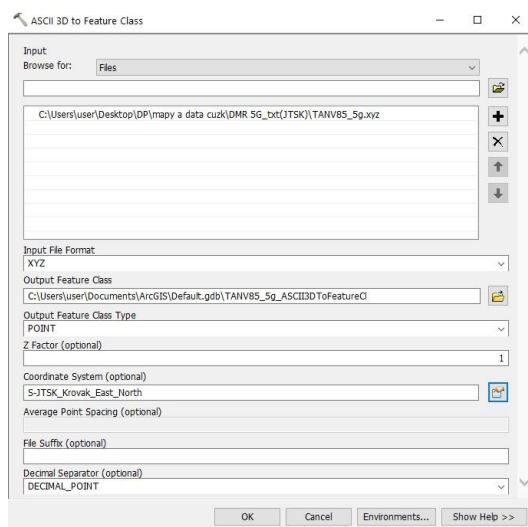 ASCII 3D to Feature Class
Input
Browse for: Files
C:\Users\user\Desktop\DP\mapy a data cuzk\DMR 5G_txt(JTSK)\TANV85_5g.xyz
Input File Format
XYZ
Output Feature Class
C:\Users\user\Documents\ArcGIS\Default.gdb\TANV85_5g_ASCII3DToFeatureCl
Output Feature Class Type
POINT
Z Factor (optional)
1
Coordinate System (optional)
S-JTSK_Krovak_East_North
Average Point Spacing (optional)
File Suffix (optional)
Decimal Separator (optional)
DECIMAL_POINT
OK Cancel Environments... Show Help >>